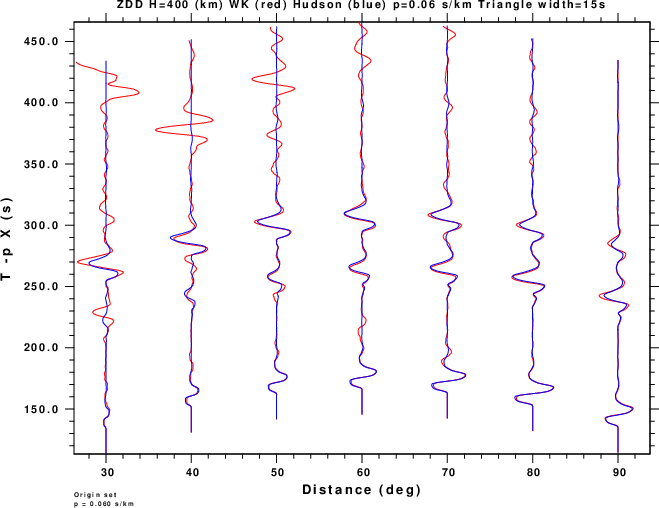 ZDD H=400 (km) WK (red) Hudson (blue) p=0.06 s/km Triangle width=15s
450.0
400.0
350.0
300.0
250.0
200.0
150.0
T -p X (s)
30 40 50 60 70 80 90
Distance (deg)
Origin set
p = 0.060 s/km